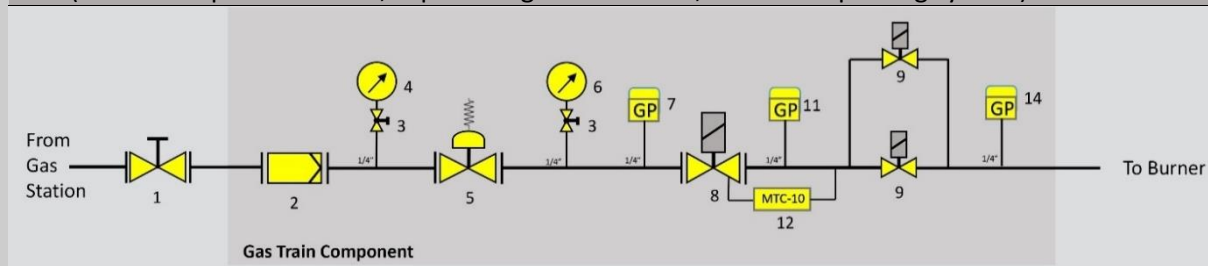 4
3
6
3
GP 7
GP 11
9
GP 14
From
Gas
Station
1
2
1/4"
5
1/4"
1/4"
8
1/4"
MTC-10
12
9
1/4"
To Burner
Gas Train Component